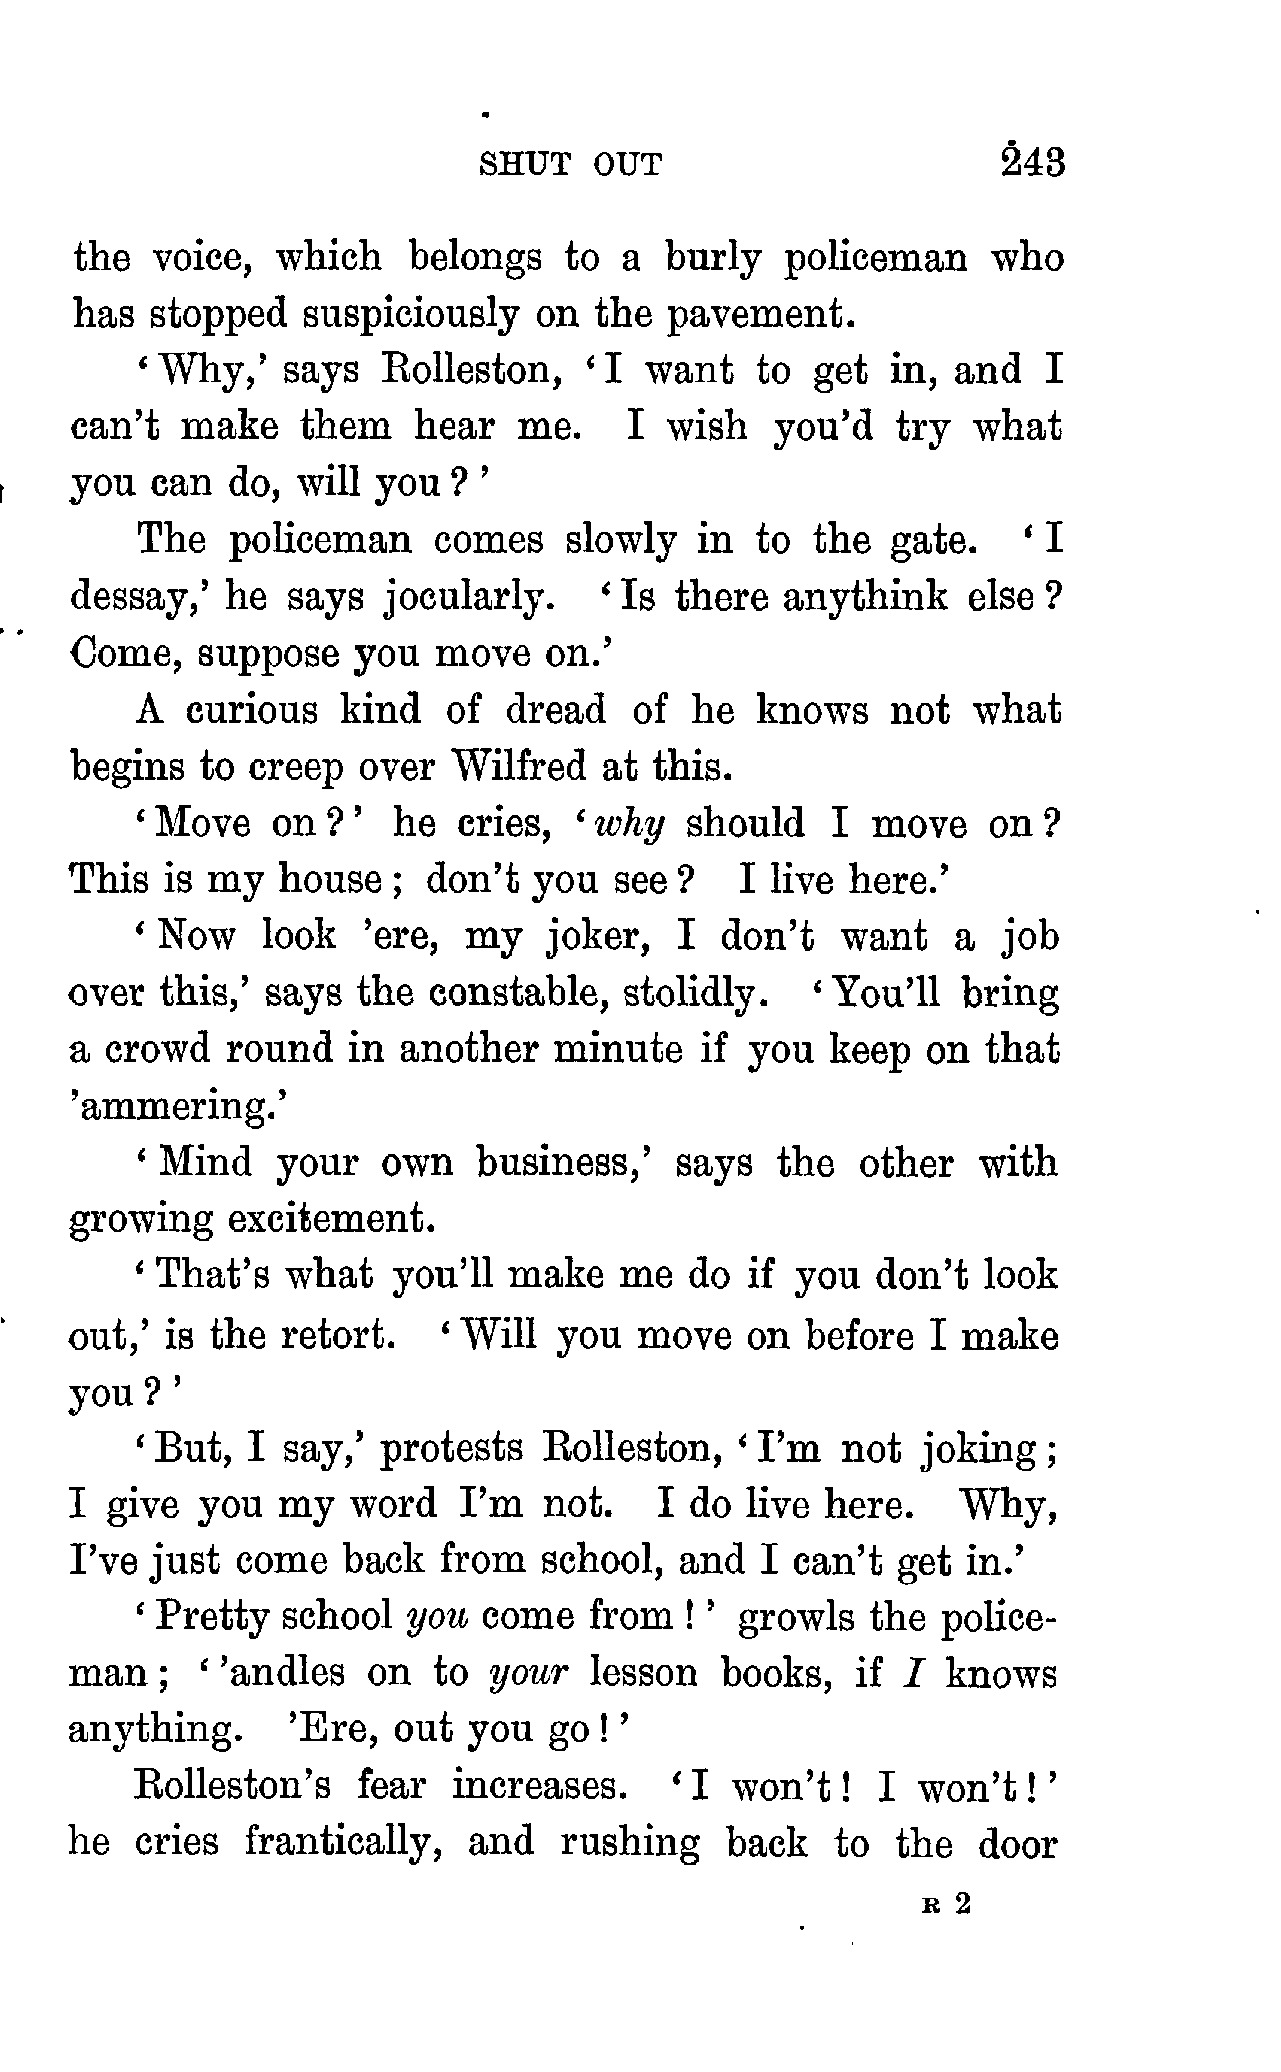 SHUT OUT 243
the voice, which belongs to a burly policeman who
has stopped suspiciously on the pavement.
‘Why,’ says Rolleston, ‘I want to get in, and I
can’t make them hear me. I wish you’d try what
you can do, will you?’
The policeman comes slowly in to the gate. ‘I
dessay,’ he says jocularly. ‘Is there anythink else?
Come, suppose you move on.’
A curious kind of dread of he knows not what
begins to creep over Wilfred at this.
‘Move on?’ he cries, ‘why should I move on?
This is my house; don’t you see? I live here.’
‘Now look ’ere, my joker, I don’t want a job
over this,’ says the constable, stolidly. ‘You’ll bring
a crowd round in another minute if you keep on that
’ammering.’
‘Mind your own business,’ says the other with
growing excitement.
‘That’s what you’ll make me do if you don’t look
out,’ is the retort. ‘Will you move on before I make
you?’
‘But, I say,’ protests Rolleston, ‘I’m not joking;
I give you my word I’m not. I do live here. Why,
I’ve just come back from school, and I can’t get in.’
‘Pretty school you come from!’ growls the police-
man; ‘’andles on to your lesson books, if I knows
anything. ’Ere, out you go!’
Rolleston’s fear increases. ‘I won’t! I won’t!’
he cries frantically, and rushing back to the door
R 2